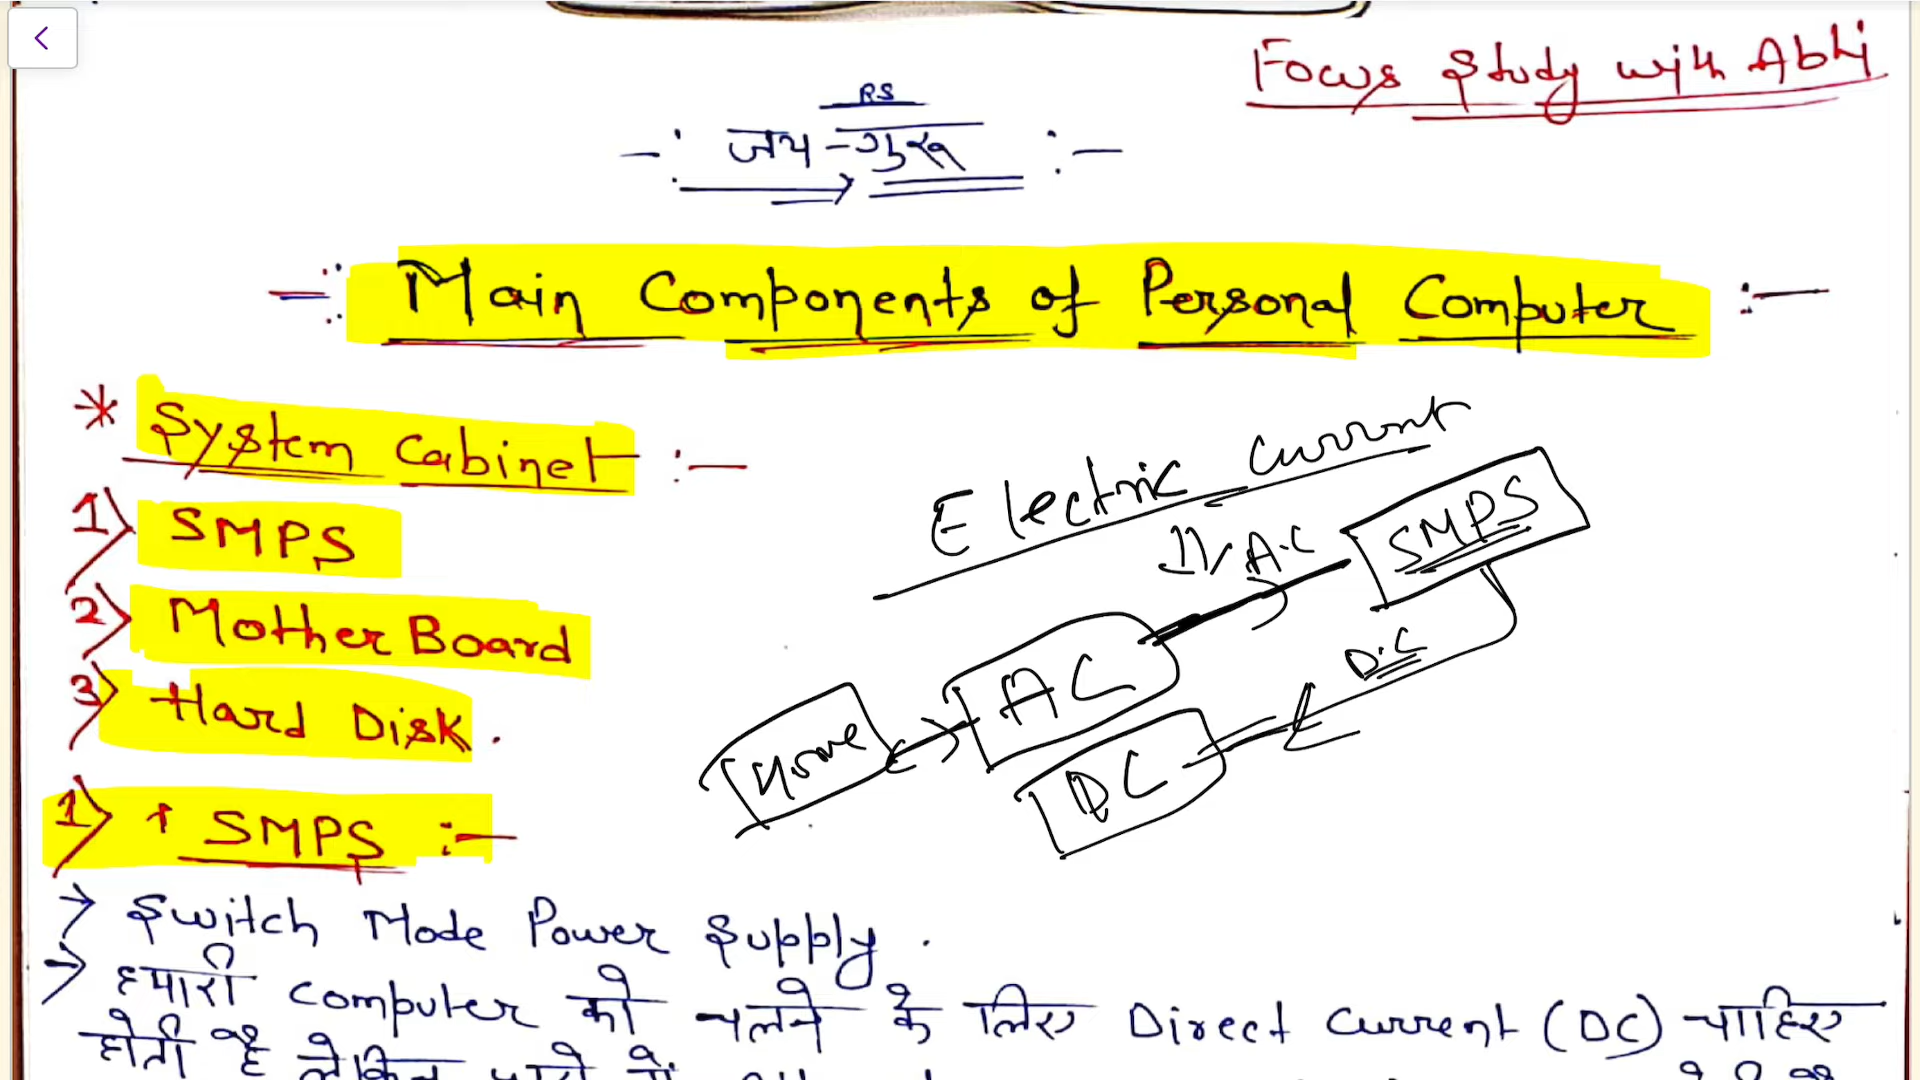 Focus Study with Abhi
RS
-: जय-गुरु :-
-: Main Components of Personal Computer :-
* System Cabinet :-
1) SMPS
2) Mother Board
3) Hard Disk.
Electric Current
AC
SMPS
A.C
Home
DC
D.C
1) * SMPS :-
→ Switch Mode Power Supply.
→ हमारी Computer को चलने के लिए Direct Current (DC) चाहिए
होती है लेकिन